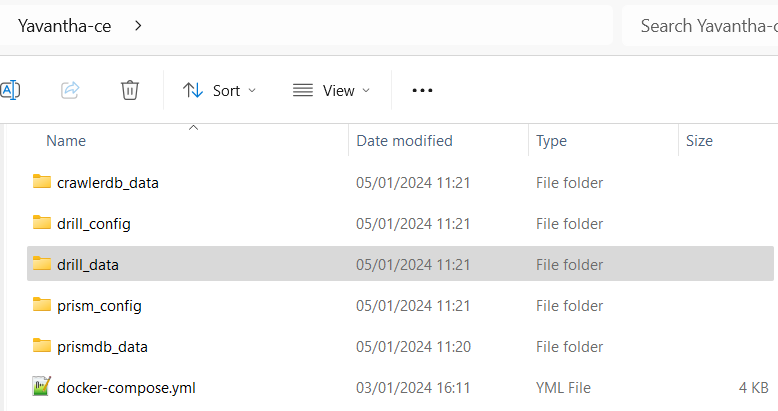 Yavantha-ce > Search Yavantha-c
Sort View •••
Name Date modified Type Size
crawlerdb_data 05/01/2024 11:21 File folder
drill_config 05/01/2024 11:21 File folder
drill_data 05/01/2024 11:21 File folder
prism_config 05/01/2024 11:21 File folder
prismdb_data 05/01/2024 11:20 File folder
docker-compose.yml 03/01/2024 16:11 YML File 4 KB